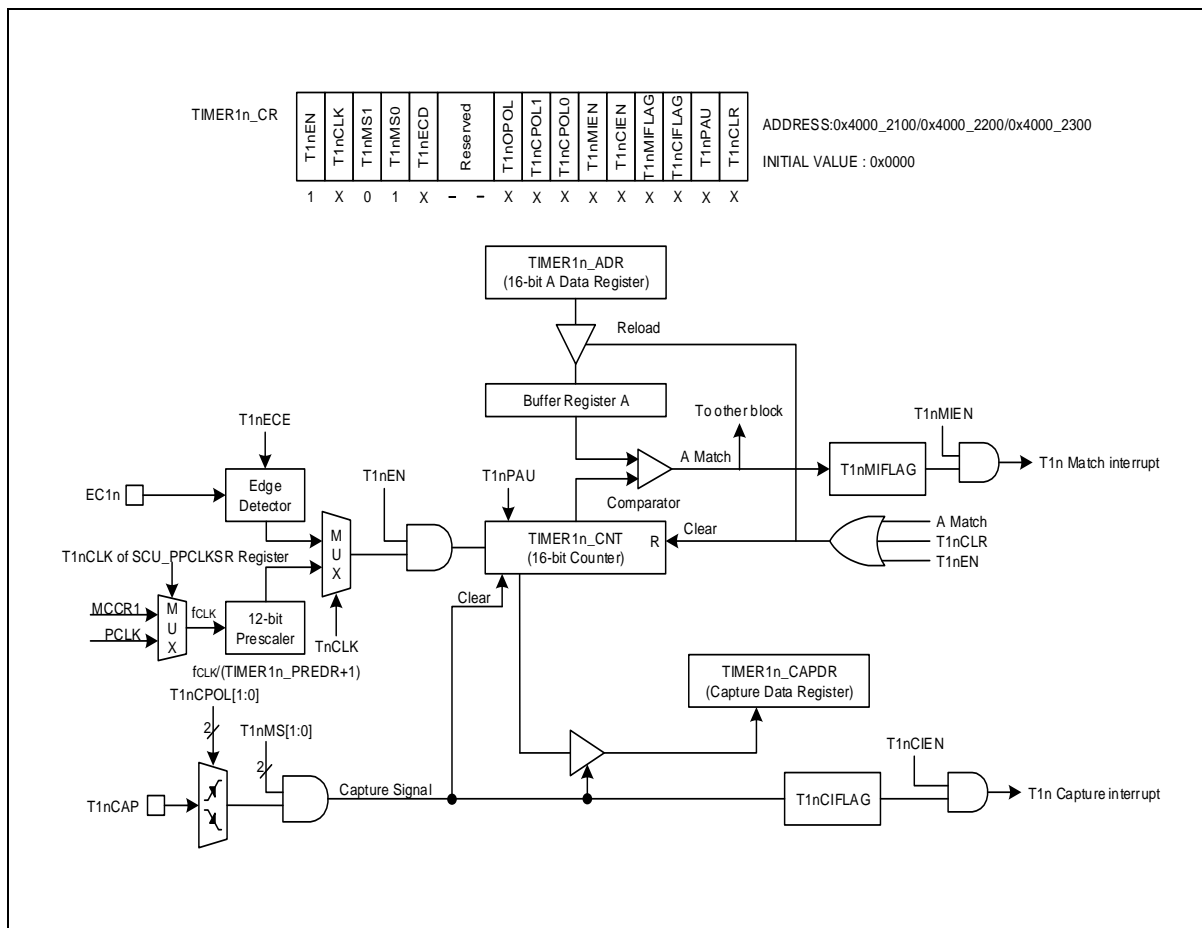 TIMER1n_CR
T1nEN
T1nCLK
T1nMS1
T1nMS0
T1nECD
Reserved
T1nOPOL
T1nCPOL1
T1nCPOL0
T1nMIEN
T1nCIEN
T1nMIFLAG
T1nCIFLAG
T1nPAU
T1nCLR
ADDRESS:0x4000_2100/0x4000_2200/0x4000_2300
INITIAL VALUE : 0x0000
1 X 0 1 X – – X X X X X X X X X
TIMER1n_ADR
(16-bit A Data Register)
Reload
Buffer Register A
To other block
T1nMIEN
T1nECE
A Match
T1nMIFLAG
T1n Match interrupt
EC1n
Edge
Detector
T1nEN
T1nPAU
Comparator
MUX
TIMER1n_CNT
(16-bit Counter)
R
Clear
A Match
T1nCLR
T1nEN
T1nCLK of SCU_PPCLKSR Register
Clear
MCCR1
PCLK
MUX
fCLK
12-bit
Prescaler
TnCLK
fCLK/(TIMER1n_PREDR+1)
TIMER1n_CAPDR
(Capture Data Register)
T1nCPOL[1:0]
2
T1nMS[1:0]
2
T1nCIEN
T1nCAP
Capture Signal
T1nCIFLAG
T1n Capture interrupt